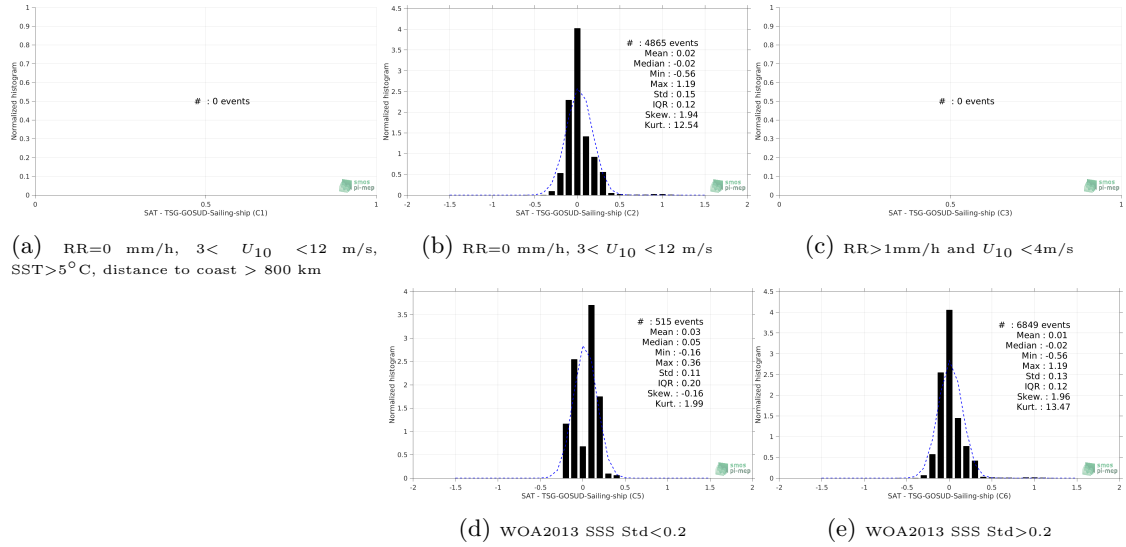 1
0.9
0.8
0.7
0.6
0.5
0.4
0.3
0.2
0.1
0
Normalized histogram
# : 0 events
0 0.5 1
SAT - TSG-GOSUD-Sailing-ship (C1)
smos
pi-mep
(a) RR=0 mm/h, 3< U10 <12 m/s,
SST>5°C, distance to coast > 800 km
4.5
4
3.5
3
2.5
2
1.5
1
0.5
0
Normalized histogram
# : 4865 events
Mean : 0.02
Median : -0.02
Min : -0.56
Max : 1.19
Std : 0.15
IQR : 0.12
Skew. : 1.94
Kurt. : 12.54
-2 -1.5 -1 -0.5 0 0.5 1 1.5 2
SAT - TSG-GOSUD-Sailing-ship (C2)
smos
pi-mep
(b) RR=0 mm/h, 3< U10 <12 m/s
1
0.9
0.8
0.7
0.6
0.5
0.4
0.3
0.2
0.1
0
Normalized histogram
# : 0 events
0 0.5 1
SAT - TSG-GOSUD-Sailing-ship (C3)
smos
pi-mep
(c) RR>1mm/h and U10 <4m/s
4
3.5
3
2.5
2
1.5
1
0.5
0
Normalized histogram
# : 515 events
Mean : 0.03
Median : 0.05
Min : -0.16
Max : 0.36
Std : 0.11
IQR : 0.20
Skew. : -0.16
Kurt. : 1.99
-2 -1.5 -1 -0.5 0 0.5 1 1.5 2
SAT - TSG-GOSUD-Sailing-ship (C5)
smos
pi-mep
(d) WOA2013 SSS Std<0.2
4.5
4
3.5
3
2.5
2
1.5
1
0.5
0
Normalized histogram
# : 6849 events
Mean : 0.01
Median : -0.02
Min : -0.56
Max : 1.19
Std : 0.13
IQR : 0.12
Skew. : 1.96
Kurt. : 13.47
-2 -1.5 -1 -0.5 0 0.5 1 1.5 2
SAT - TSG-GOSUD-Sailing-ship (C6)
smos
pi-mep
(e) WOA2013 SSS Std>0.2